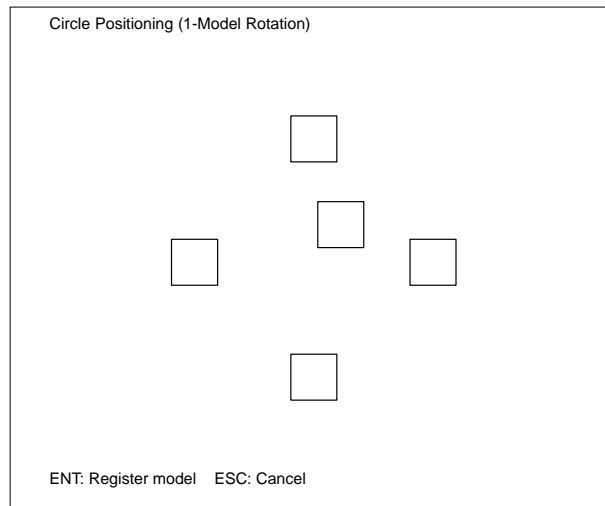 Circle Positioning (1-Model Rotation)
ENT: Register model    ESC: Cancel